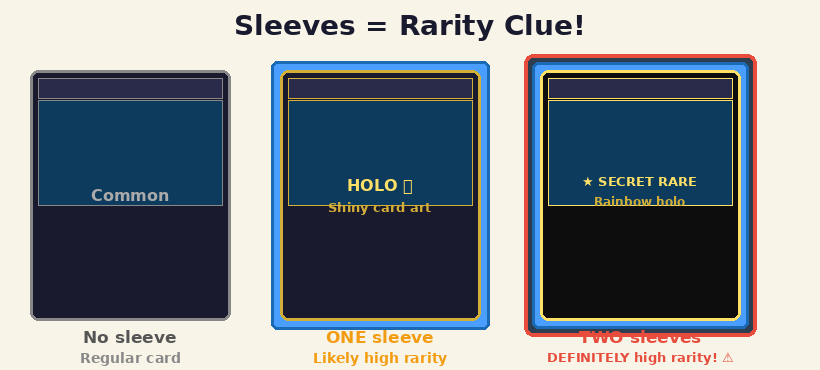 Sleeves = Rarity Clue!
Common
HOLO
Shiny card art
★ SECRET RARE
Rainbow holo
No sleeve
Regular card
ONE sleeve
Likely high rarity
TWO sleeves
DEFINITELY high rarity! ⚠